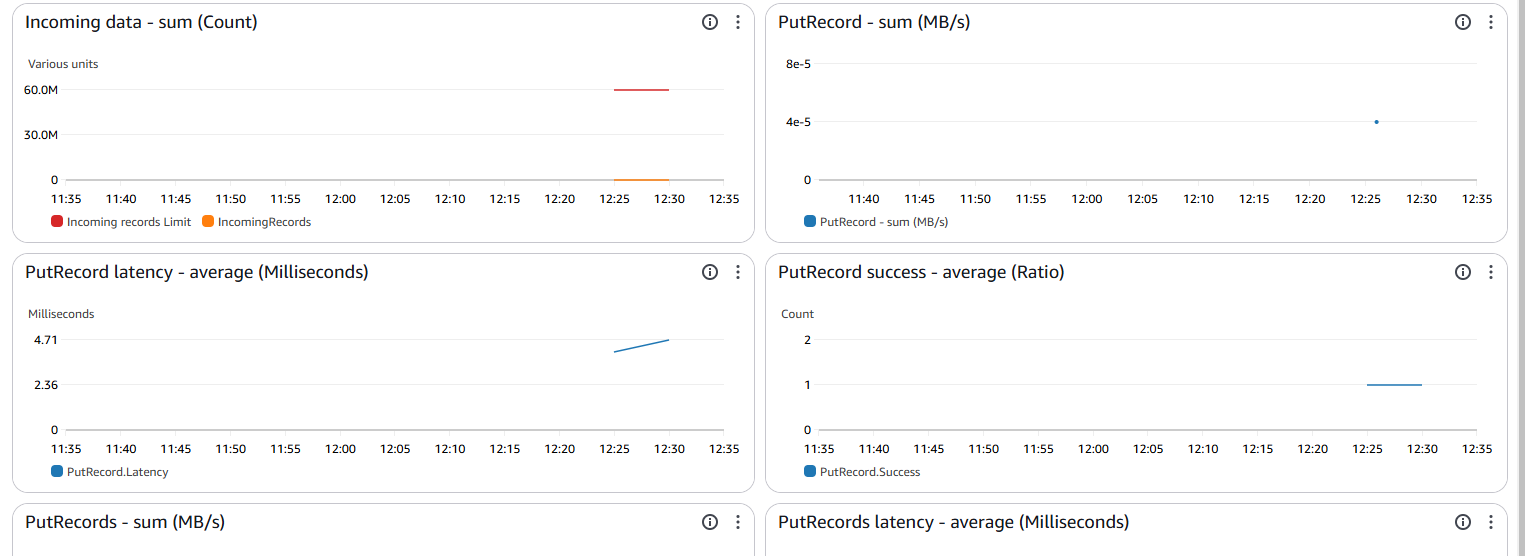 Incoming data - sum (Count)
Various units
60.0M
30.0M
0
11:35 11:40 11:45 11:50 11:55 12:00 12:05 12:10 12:15 12:20 12:25 12:30 12:35
Incoming records Limit IncomingRecords
PutRecord - sum (MB/s)
8e-5
4e-5
0
11:40 11:45 11:50 11:55 12:00 12:05 12:10 12:15 12:20 12:25 12:30 12:35
PutRecord - sum (MB/s)
PutRecord latency - average (Milliseconds)
Milliseconds
4.71
2.36
0
11:35 11:40 11:45 11:50 11:55 12:00 12:05 12:10 12:15 12:20 12:25 12:30 12:35
PutRecord.Latency
PutRecord success - average (Ratio)
Count
2
1
0
11:35 11:40 11:45 11:50 11:55 12:00 12:05 12:10 12:15 12:20 12:25 12:30 12:35
PutRecord.Success
PutRecords - sum (MB/s)
PutRecords latency - average (Milliseconds)